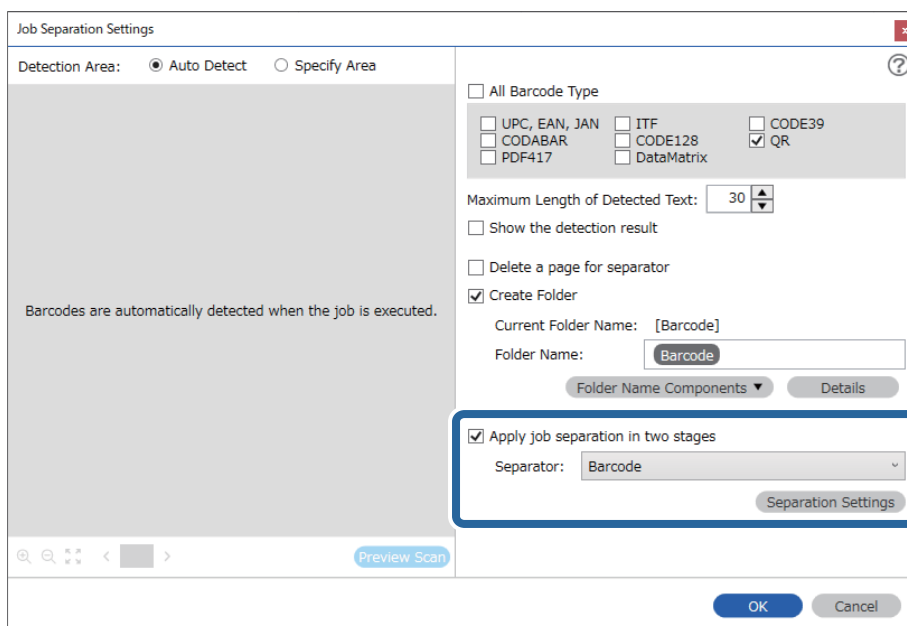 Job Separation Settings
Detection Area: Auto Detect Specify Area
All Barcode Type
UPC, EAN, JAN ITF CODE39
CODABAR CODE128 QR
PDF417 DataMatrix
Maximum Length of Detected Text: 30
Show the detection result
Delete a page for separator
Create Folder
Barcodes are automatically detected when the job is executed.
Current Folder Name: [Barcode]
Folder Name: Barcode
Folder Name Components Details
Apply job separation in two stages
Separator: Barcode
Separation Settings
Preview Scan
OK Cancel